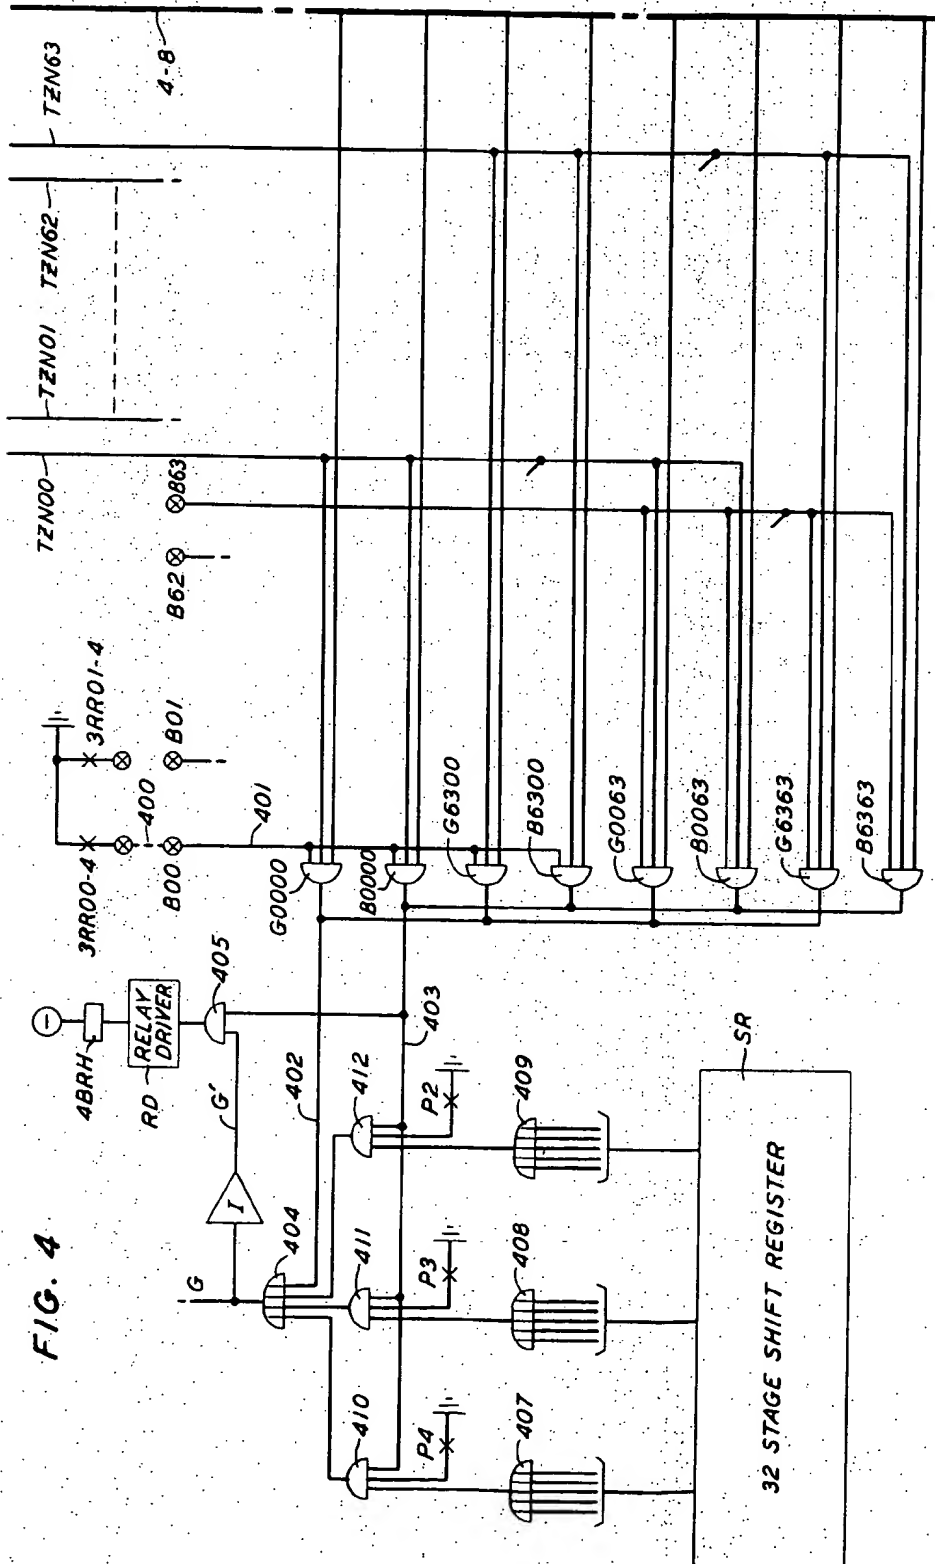 FIG. 4
4-8
TZN63
TZN62
TZN01
TZN00
B63
B62
3RR01-4
B01
400
3RR00-4
B00
401
G0000
B0000
G6300
B6300
G0063
B0063
G6363
B6363
4BRH
RELAY
DRIVER
RD
405
G'
I
G
402
403
404
412
P2
411
P3
410
P4
409
408
407
SR
32 STAGE SHIFT REGISTER